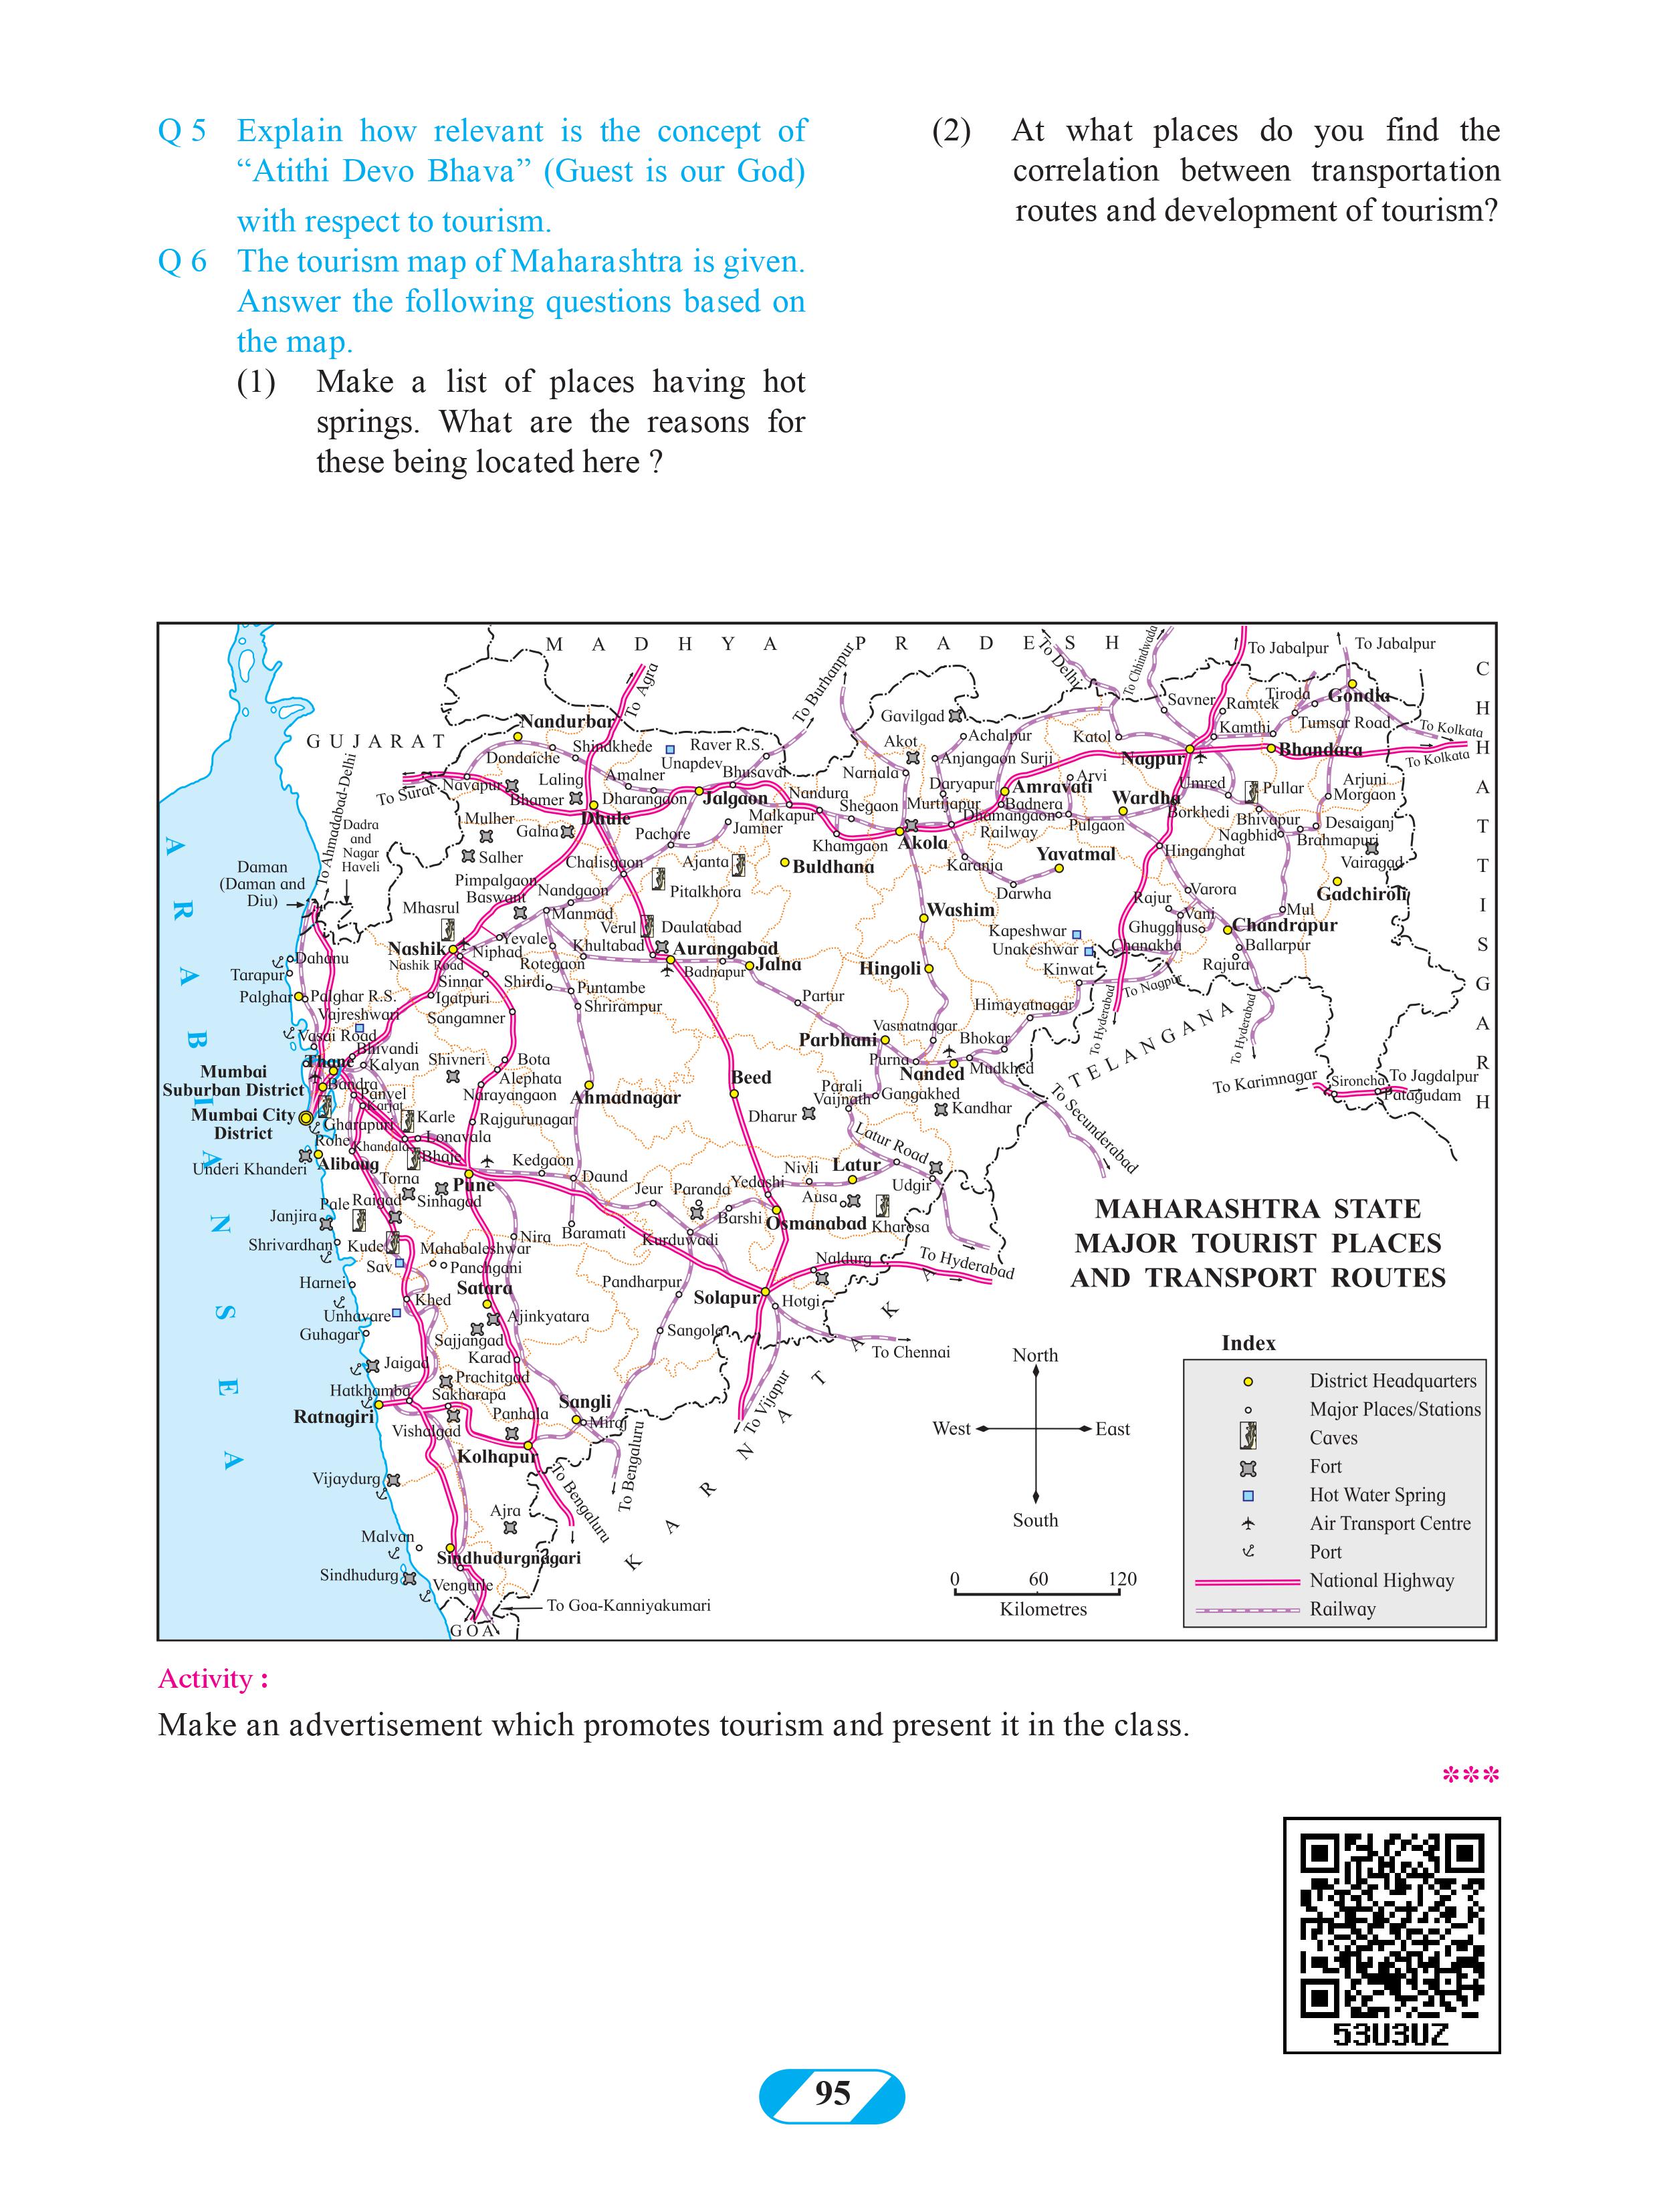 Q 5 Explain how relevant is the concept of
“Atithi Devo Bhava” (Guest is our God)
with respect to tourism.
Q 6 The tourism map of Maharashtra is given.
Answer the following questions based on
the map.
(1) Make a list of places having hot
springs. What are the reasons for
these being located here ?
(2) At what places do you find the
correlation between transportation
routes and development of tourism?
MADHYA PRADESH
GUJARAT
CHHATTISGARH
TELANGANA
KARNATAKA
GOA
ARABIAN SEA
To Agra
To Burhanpur
To Delhi
To Chhindwada
To Jabalpur
To Jabalpur
To Kolkata
To Kolkata
To Surat
To Ahmadabad-Delhi
Dadra
and
Nagar
Haveli
Daman
(Daman and
Diu)
Nandurbar
Shindkhede
Dondaiche
Unapdev
Raver R.S.
Bhusaval
Laling
Amalner
Navapur
Bhamer
Dharangaon
Jalgaon
Dhule
Nandura
Malkapur
Jamner
Mulher
Galna
Pachore
Salher
Chalisgaon
Ajanta
Buldhana
Pitalkhora
Pimpalgaon
Baswant
Nandgaon
Manmad
Mhasrul
Verul
Daulatabad
Khultabad
Aurangabad
Nashik
Nashik Road
Niphad
Yevale
Rotegaon
Badnapur
Jalna
Gavilgad
Akot
Achalpur
Anjangaon Surji
Narnala
Daryapur
Amravati
Badnera
Shegaon
Murtijapur
Dhamangaon
Railway
Khamgaon
Akola
Karanja
Darwha
Yavatmal
Arvi
Wardha
Pulgaon
Katol
Nagpur
Savner
Ramtek
Tiroda
Gondia
Kamthi
Tumsar Road
Bhandara
Umred
Pullar
Arjuni
Morgaon
Borkhedi
Bhivapur
Nagbhid
Desaiganj
Brahmapuri
Vairagad
Hinganghat
Gadchiroli
Varora
Rajur
Vani
Mul
Ghugghus
Chandrapur
Chanakha
Ballarpur
Rajura
Washim
Kapeshwar
Unakeshwar
Kinwat
Hingoli
To Nagpur
Himayatnagar
To Hyderabad
To Hyderabad
Dahanu
Tarapur
Palghar
Palghar R.S.
Vajreshwari
Vasai Road
Bhivandi
Thane
Kalyan
Mumbai
Suburban District
Bandra
Panvel
Karjat
Mumbai City
District
Gharapuri
Rohe
Khandala
Alibaug
Underi Khanderi
Sinnar
Igatpuri
Sangamner
Shirdi
Puntambe
Shrirampur
Shivneri
Bota
Alephata
Narayangaon
Ahmadnagar
Karle
Rajgurunagar
Lonavala
Bhaje
Kedgaon
Pune
Daund
Torna
Sinhagad
Raigad
Pale
Janjira
Shrivardhan
Kude
Nira
Baramati
Mahabaleshwar
Panchgani
Sav
Harnei
Khed
Satara
Unhavare
Ajinkyatara
Guhagar
Sajjangad
Karad
Jaigad
Prachitgad
Hatkhamba
Sakharapa
Ratnagiri
Panhala
Vishalgad
Kolhapur
Sangli
Miraj
Vijaydurg
Ajra
Malvan
Sindhudurgnagari
Sindhudurg
Vengurle
To Goa-Kanniyakumari
To Bengaluru
To Bengaluru
Partur
Parbhani
Vasmatnagar
Bhokar
Purna
Nanded
Mudkhed
Beed
Parali
Vaijnath
Gangakhed
Dharur
Kandhar
To Secunderabad
Latur Road
Nivli
Latur
Udgir
Ausa
Kharosa
Jeur
Paranda
Yedashi
Barshi
Osmanabad
Kurduwadi
Naldurg
To Hyderabad
Pandharpur
Solapur
Hotgi
Sangole
To Chennai
To Vijapur
To Karimnagar
Sironcha
To Jagdalpur
Patagudam
MAHARASHTRA STATE
MAJOR TOURIST PLACES
AND TRANSPORT ROUTES
North
West
East
South
0 60 120
Kilometres
Index
District Headquarters
Major Places/Stations
Caves
Fort
Hot Water Spring
Air Transport Centre
Port
National Highway
Railway
Activity :
Make an advertisement which promotes tourism and present it in the class.
***
53U3UZ
95